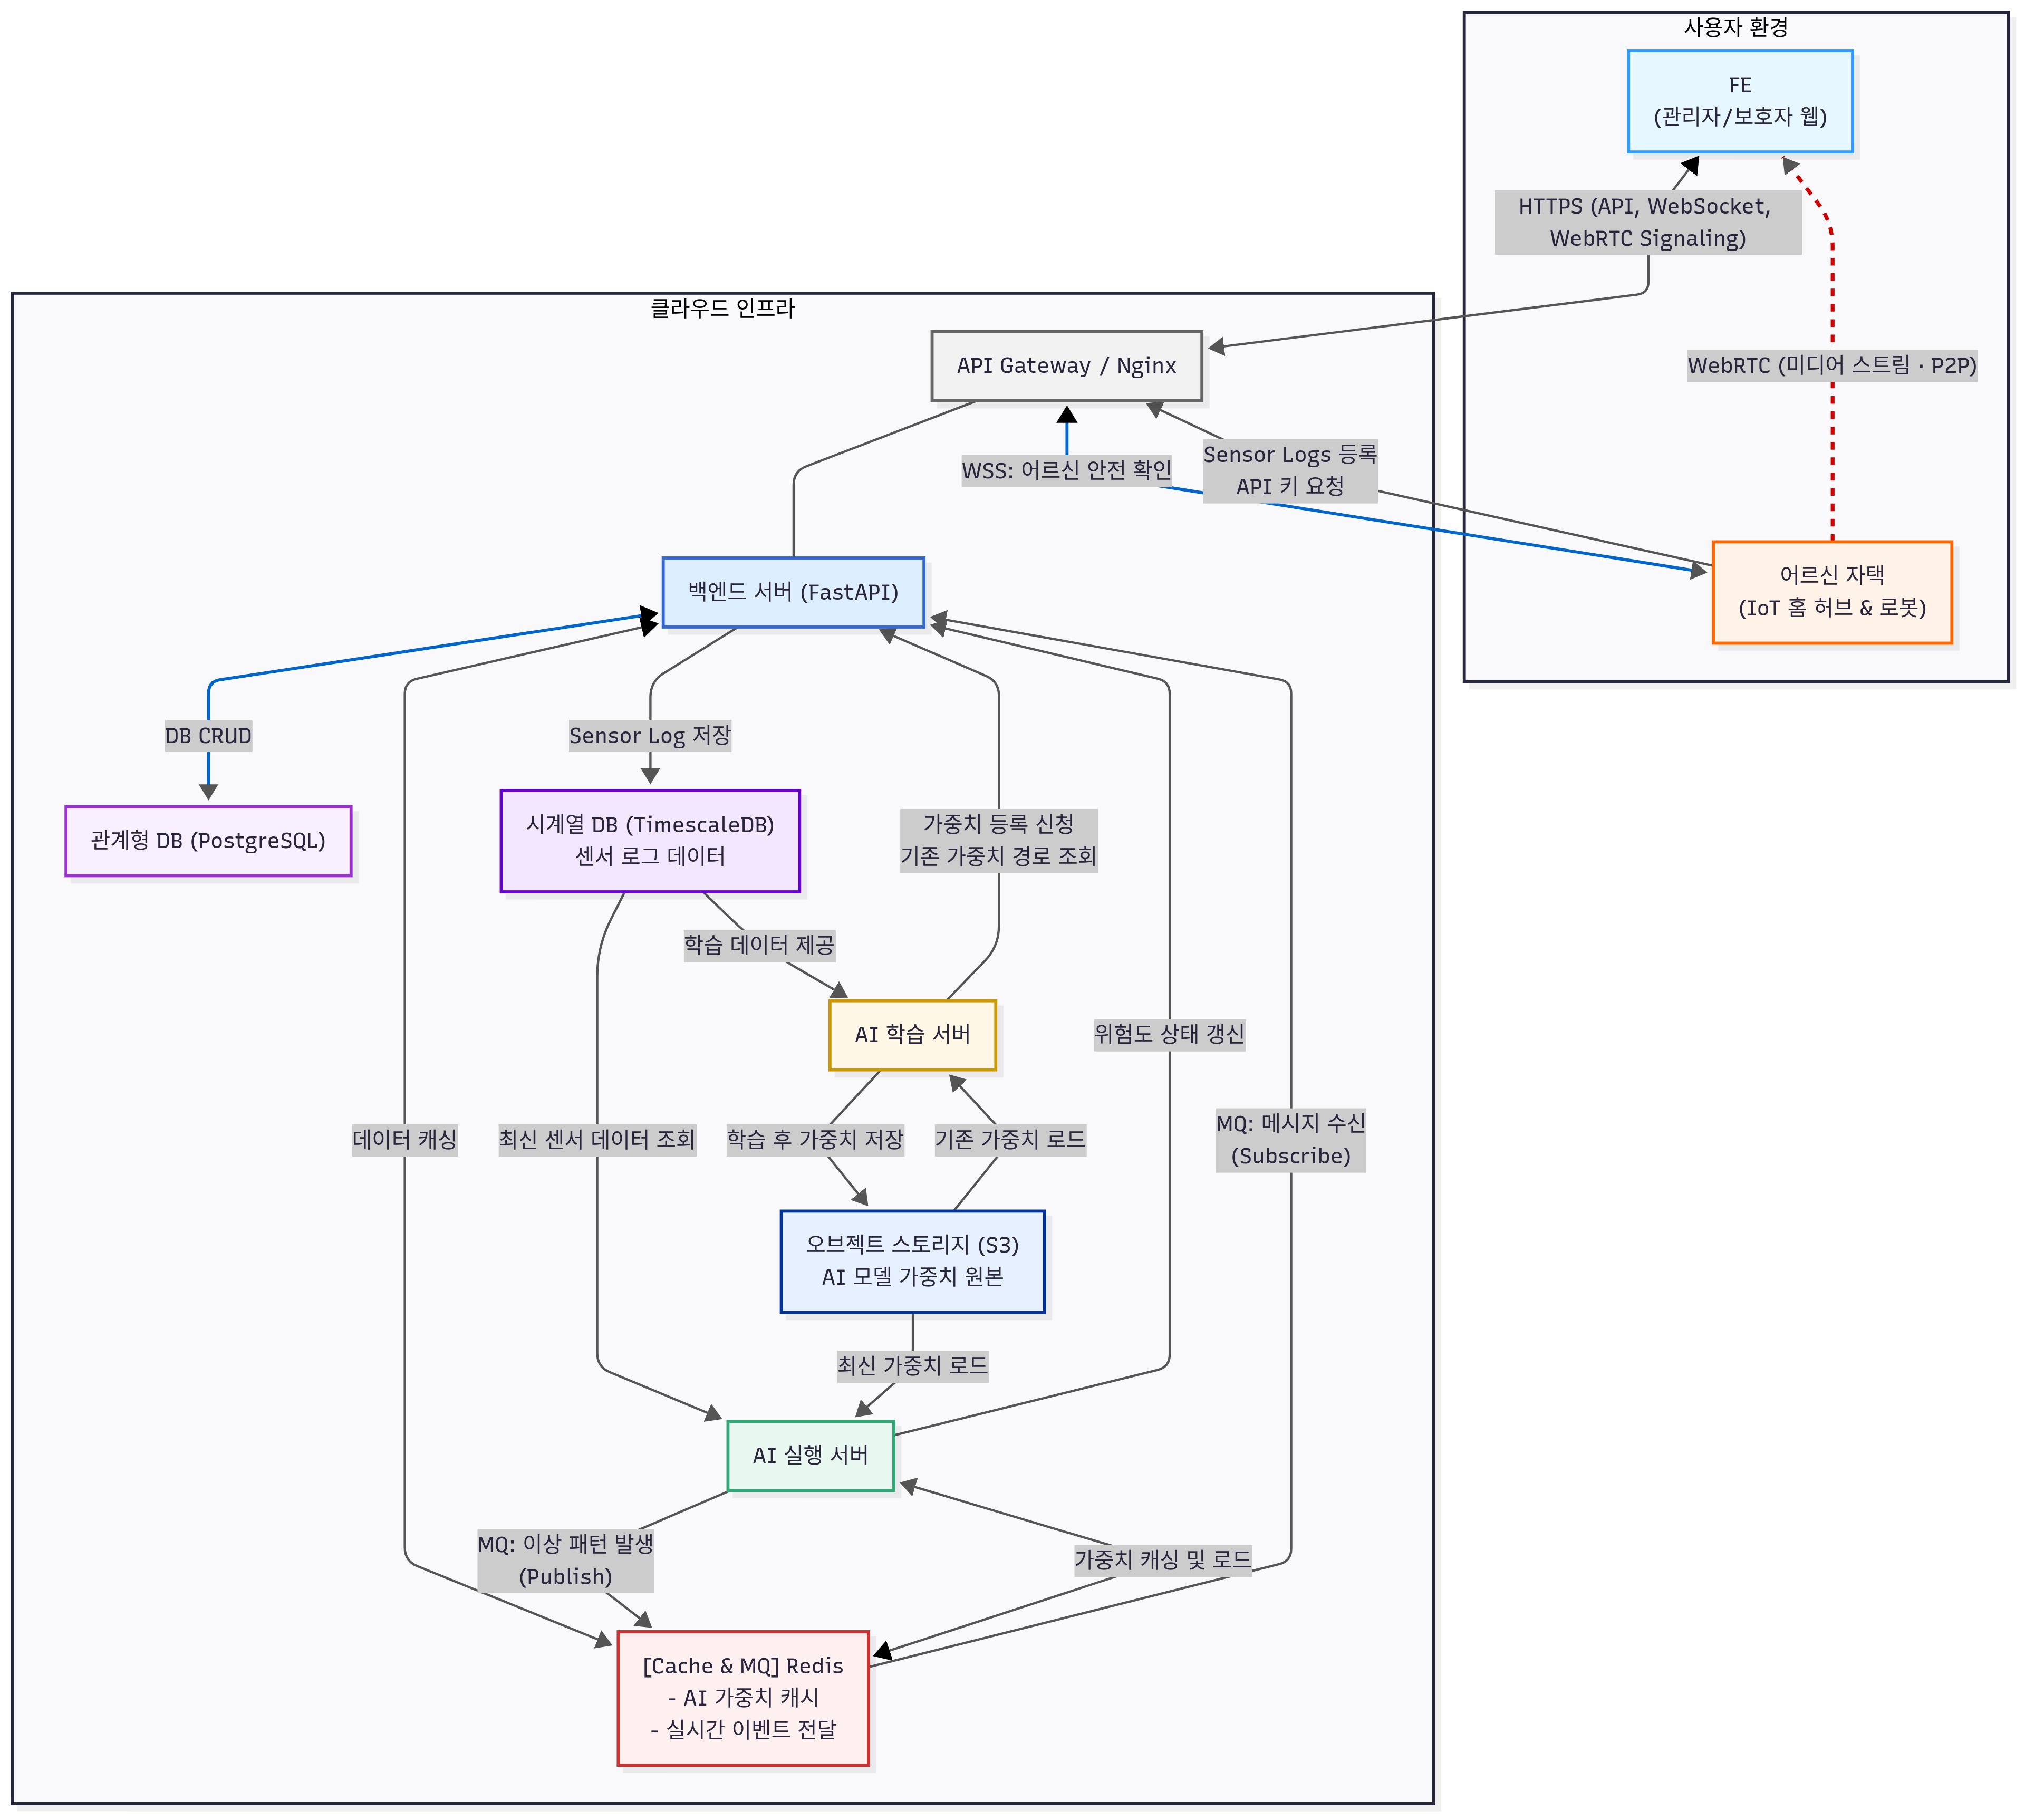 사용자 환경
FE
(관리자/보호자 웹)
HTTPS (API, WebSocket,
WebRTC Signaling)
클라우드 인프라
API Gateway / Nginx
WebRTC (미디어 스트림 · P2P)
WSS: 어르신 안전 확인
Sensor Logs 등록
API 키 요청
백엔드 서버 (FastAPI)
어르신 자택
(IoT 홈 허브 & 로봇)
DB CRUD
Sensor Log 저장
관계형 DB (PostgreSQL)
시계열 DB (TimescaleDB)
센서 로그 데이터
가중치 등록 신청
기존 가중치 경로 조회
학습 데이터 제공
AI 학습 서버
위험도 상태 갱신
데이터 캐싱
최신 센서 데이터 조회
학습 후 가중치 저장
기존 가중치 로드
MQ: 메시지 수신
(Subscribe)
오브젝트 스토리지 (S3)
AI 모델 가중치 원본
최신 가중치 로드
AI 실행 서버
MQ: 이상 패턴 발생
(Publish)
가중치 캐싱 및 로드
[Cache & MQ] Redis
- AI 가중치 캐시
- 실시간 이벤트 전달